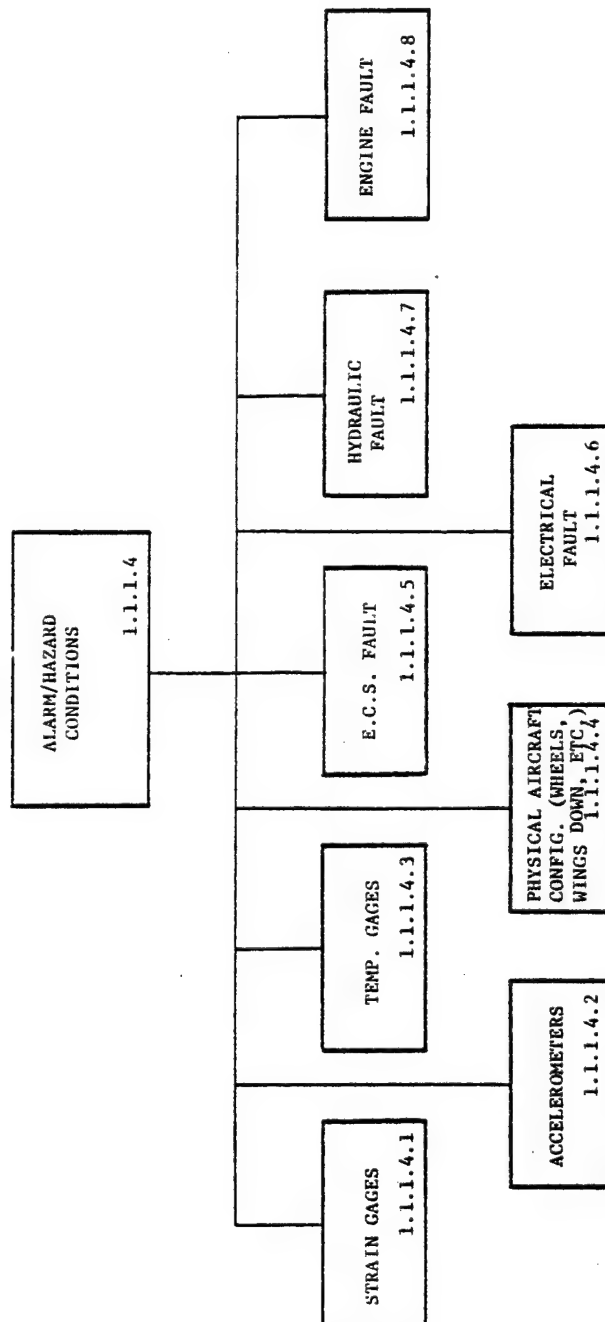 ALARM/HAZARD
CONDITIONS
1.1.1.4
STRAIN GAGES
1.1.1.4.1
TEMP. GAGES
1.1.1.4.3
E.C.S. FAULT
1.1.1.4.5
HYDRAULIC
FAULT
1.1.1.4.7
ENGINE FAULT
1.1.1.4.8
ACCELEROMETERS
1.1.1.4.2
PHYSICAL AIRCRAFT
CONFIG. (WHEELS,
WINGS DOWN, ETC.)
1.1.1.4.4
ELECTRICAL
FAULT
1.1.1.4.6